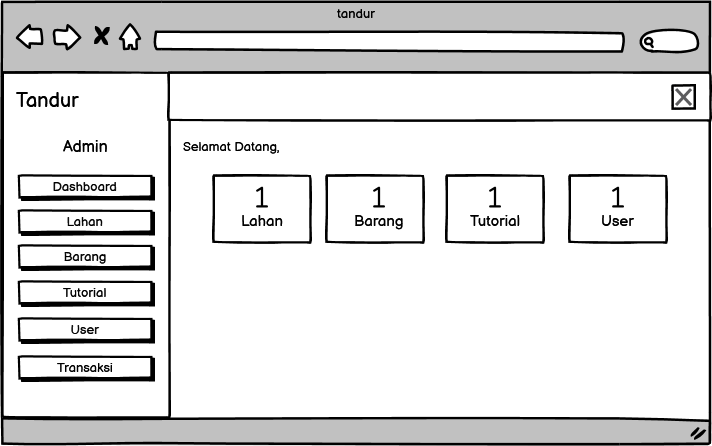 tandur
Tandur
Admin
Dashboard
Lahan
Barang
Tutorial
User
Transaksi
Selamat Datang,
1
Lahan
1
Barang
1
Tutorial
1
User